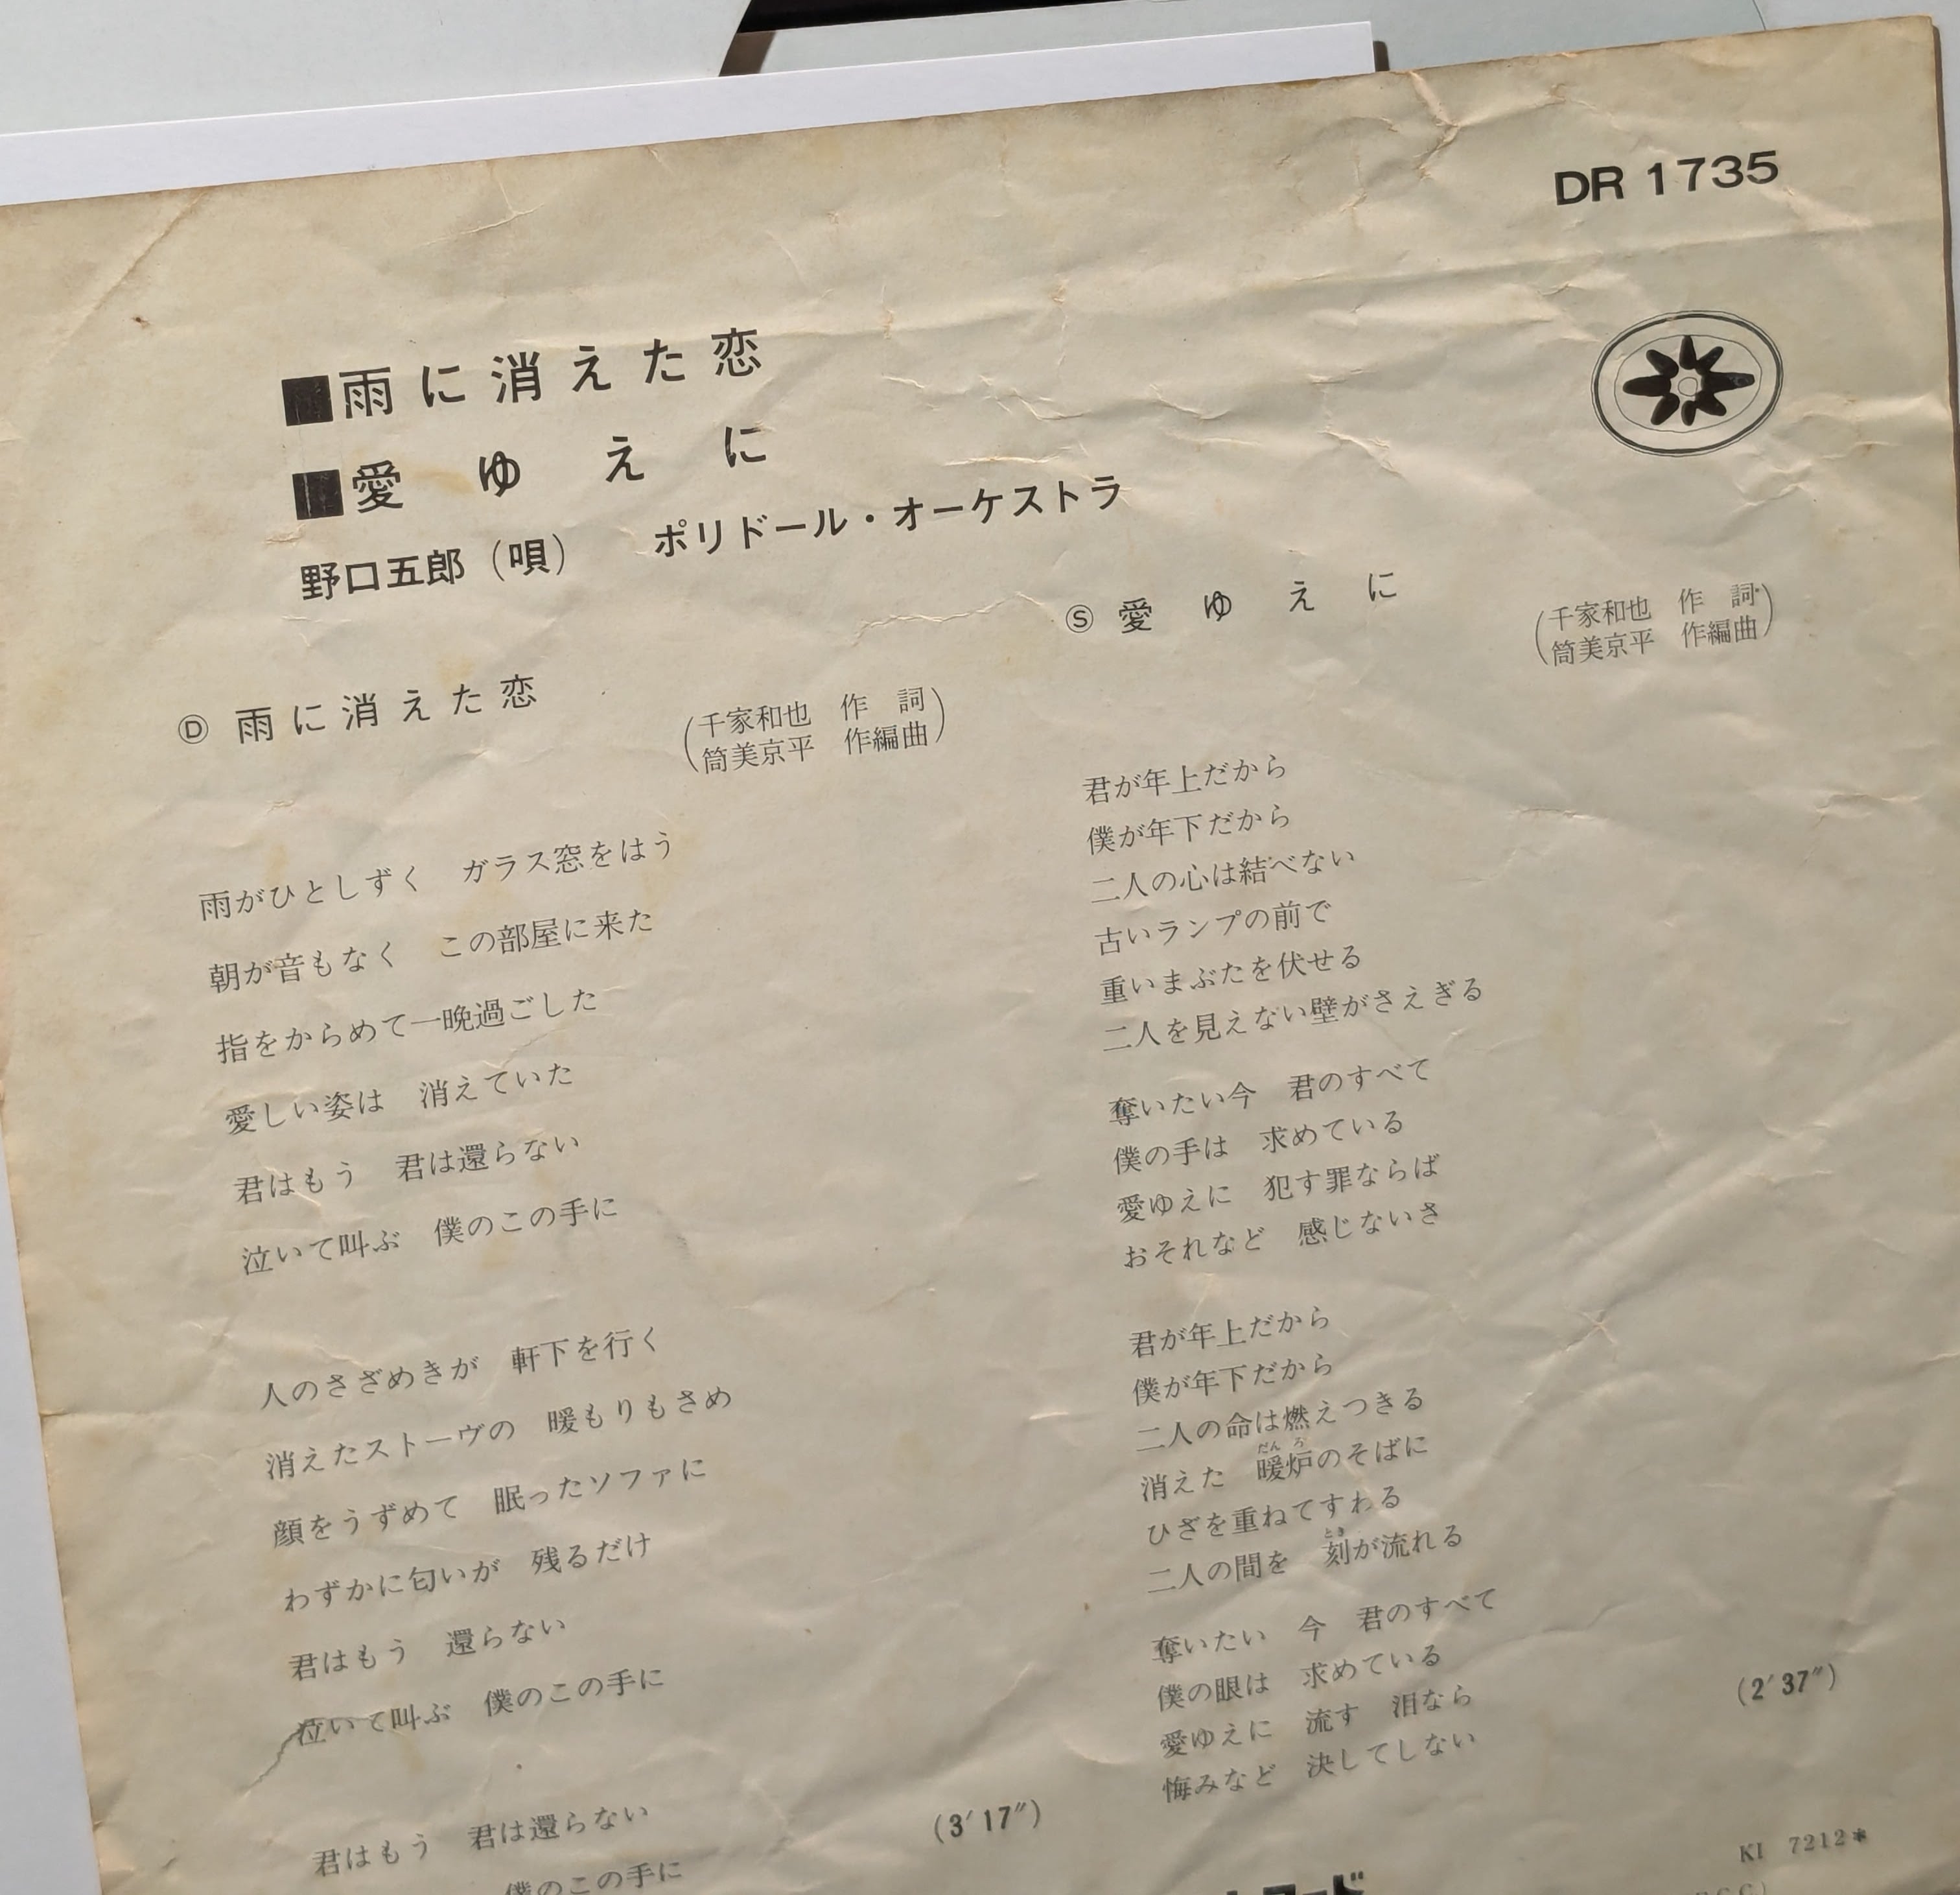 DR 1735
■雨に消えた恋
■愛ゆえに
野口五郎（唄）　ポリドール・オーケストラ
Ⓓ 雨に消えた恋
（千家和也　作　詞
筒美京平　作編曲）
雨がひとしずく　ガラス窓をはう
朝が音もなく　この部屋に来た
指をからめて一晩過ごした
愛しい姿は　消えていた
君はもう　君は還らない
泣いて叫ぶ　僕のこの手に
人のさざめきが　軒下を行く
消えたストーヴの　暖もりもさめ
顔をうずめて　眠ったソファに
わずかに匂いが　残るだけ
君はもう　還らない
泣いて叫ぶ　僕のこの手に
君はもう　君は還らない
僕のこの手に
(3′17″)
Ⓢ 愛ゆえに
（千家和也　作　詞
筒美京平　作編曲）
君が年上だから
僕が年下だから
二人の心は結べない
古いランプの前で
重いまぶたを伏せる
二人を見えない壁がさえぎる
奪いたい今　君のすべて
僕の手は　求めている
愛ゆえに　犯す罪ならば
おそれなど　感じないさ
君が年上だから
僕が年下だから
二人の命は燃えつきる
だんろ
消えた　暖炉のそばに
ひざを重ねてすわる
とき
二人の間を　刻が流れる
奪いたい　今　君のすべて
僕の眼は　求めている
愛ゆえに　流す　泪なら
悔みなど　決してしない
(2′37″)
KI 7212*